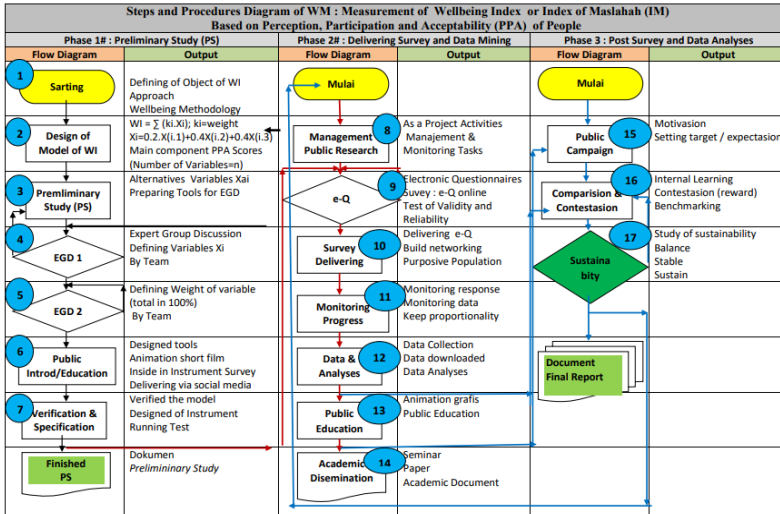 Steps and Procedures Diagram of WM : Measurement of Wellbeing Index or Index of Maslahah (IM)
Based on Perception, Participation and Acceptability (PPA) of People
Phase 1# : Preliminary Study (PS)
Flow Diagram
Output
1
Sarting
Defining of Object of WI
Approach
Wellbeing Methodology
2
Design of
Model of WI
WI = ∑ (ki.Xi); ki=weight
Xi=0.2.X(i.1)+0.4X(i.2)+0.4X(i.3)
Main component PPA Scores
(Number of Variables=n)
3
Premliminary
Study (PS)
Alternatives Variables Xai
Preparing Tools for EGD
4
EGD 1
Expert Group Discussion
Defining Variables Xi
By Team
5
EGD 2
Defining Weight of variable
(total in 100%)
By Team
6
Public
Introd/Education
Designed tools
Animation short film
Inside in Instrument Survey
Delivering via social media
7
Verification &
Specification
Verified the model
Designed of Instrument
Running Test
Finished
PS
Dokumen
Prelimininary Study
Phase 2# : Delivering Survey and Data Mining
Flow Diagram
Output
Mulai
8
Management
Public Research
As a Project Activities
Manajement &
Monitoring Tasks
9
e-Q
Electronic Questionnaires
Suvey : e-Q online
Test of Validity and
Reliability
10
Survey
Delivering
Delivering e-Q
Build networking
Purposive Population
11
Monitoring
Progress
Monitoring response
Monitoring data
Keep proportionality
12
Data &
Analyses
Data Collection
Data downloaded
Data Analyses
13
Public
Education
Animation grafis
Public Education
14
Academic
Disemination
Seminar
Paper
Academic Document
Phase 3 : Post Survey and Data Analyses
Flow Diagram
Output
Mulai
15
Public
Campaign
Motivasion
Setting target / expectasion
16
Comparision &
Contestasion
Internal Learning
Contestasion (reward)
Benchmarking
17
Sustaina
bity
Study of sustainability
Balance
Stable
Sustain
Document
Final Report